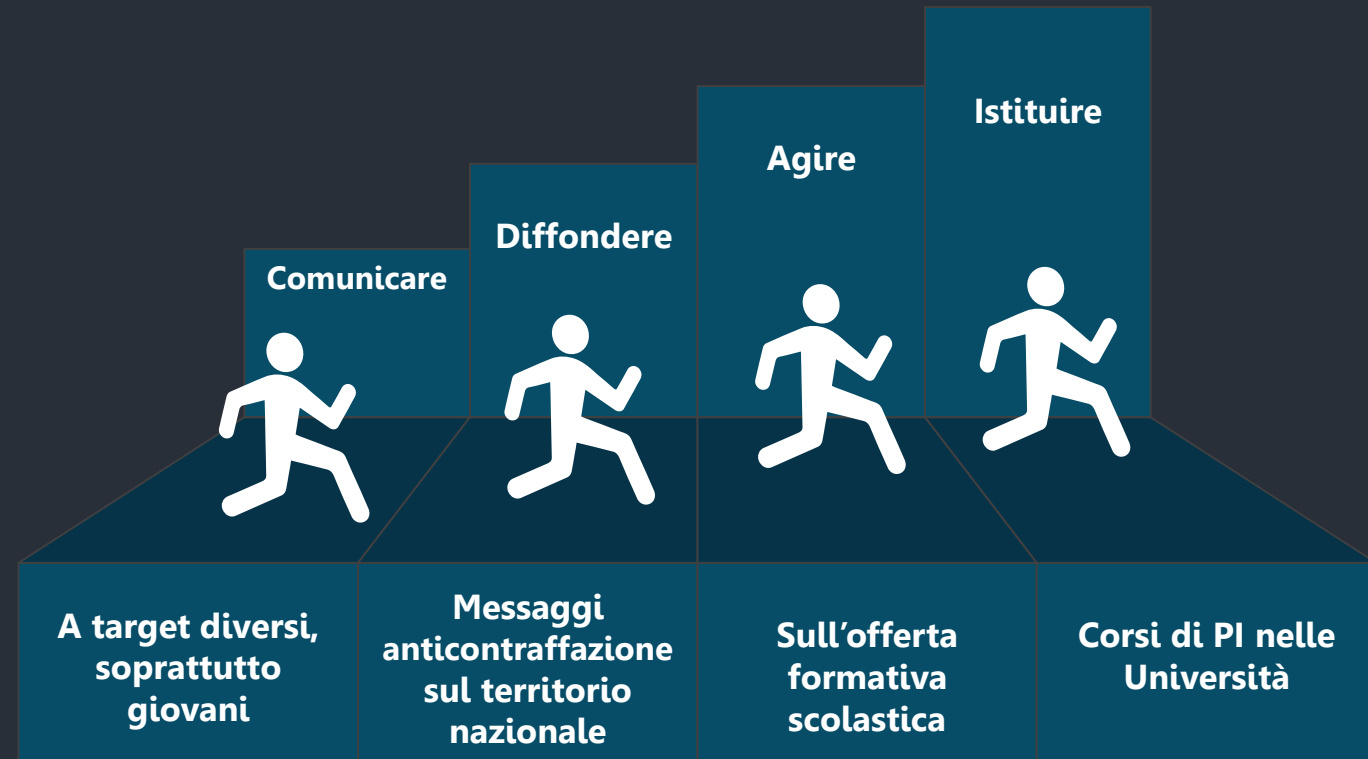 Comunicare
Diffondere
Agire
Istituire
A target diversi,
soprattutto
giovani
Messaggi
anticontraffazione
sul territorio
nazionale
Sull’offerta
formativa
scolastica
Corsi di PI nelle
Università